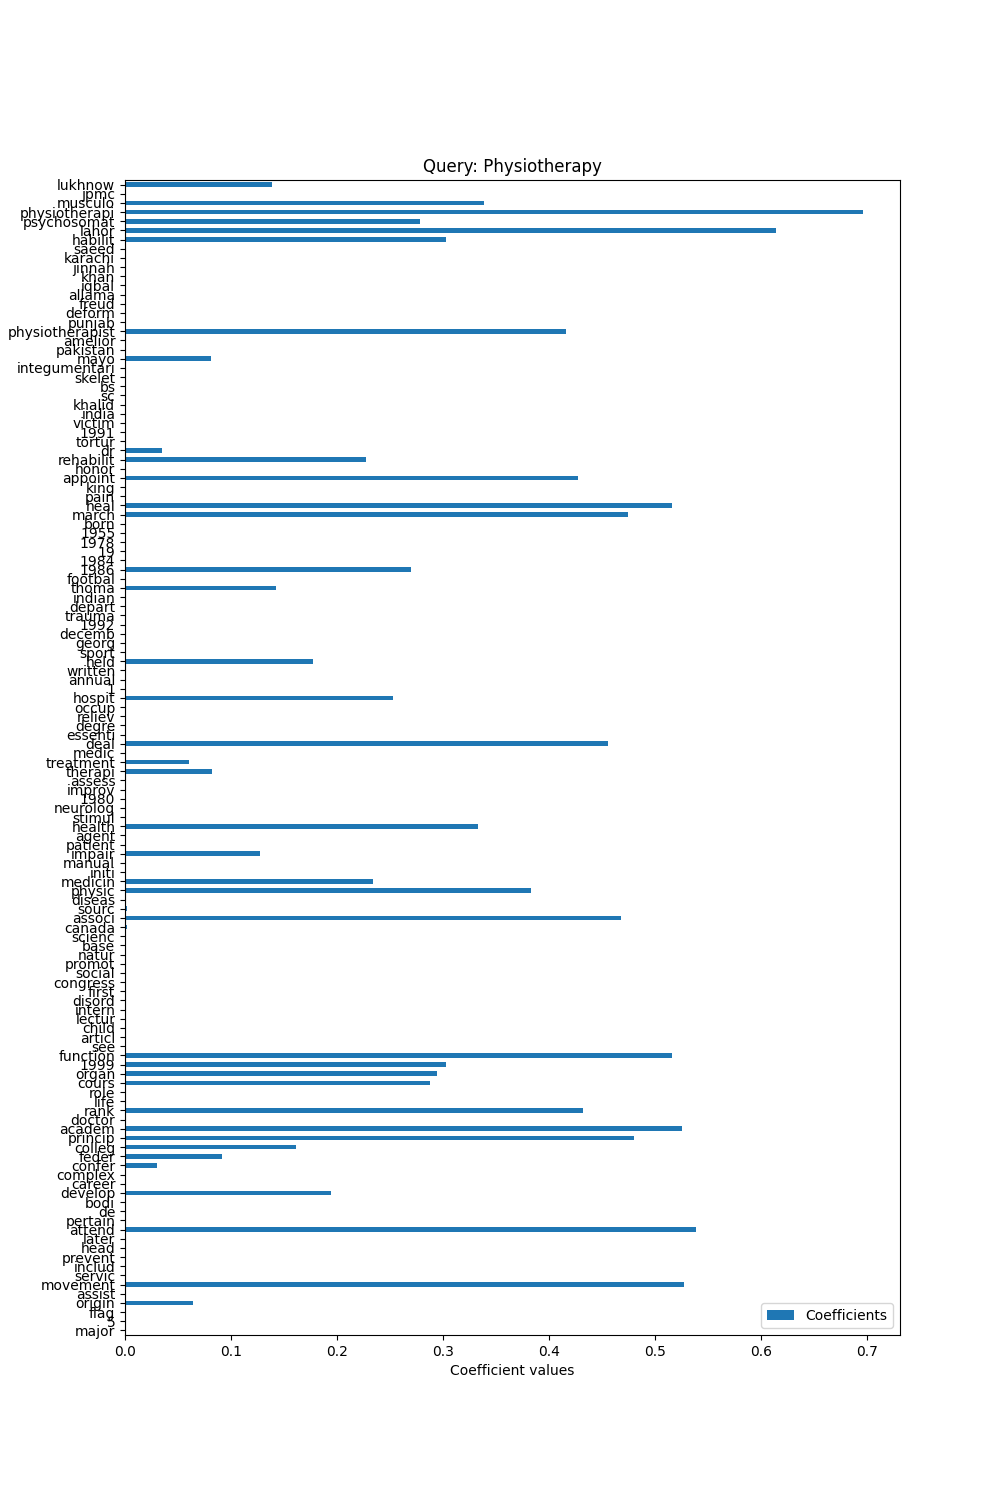 Query: Physiotherapy
lukhnow
jpmc
musculo
physiotherapi
psychosomat
lahor
habilit
saeed
karachi
jinnah
khan
iqbal
allama
freud
deform
punjab
physiotherapist
amelior
pakistan
mayo
integumentari
skelet
bs
sc
khalid
india
victim
1991
tortur
dr
rehabilit
honor
appoint
king
pain
heal
march
born
1955
1978
19
1984
1986
footbal
thoma
indian
depart
trauma
1992
decemb
georg
sport
held
written
annual
1
hospit
occup
reliev
degre
essenti
deal
medic
treatment
therapi
assess
improv
1980
neurolog
stimul
health
agent
patient
impair
manual
initi
medicin
physic
diseas
sourc
associ
canada
scienc
base
natur
promot
social
congress
first
disord
intern
lectur
child
articl
see
function
1999
organ
cours
role
life
rank
doctor
academ
princip
colleg
feder
confer
complex
career
develop
bodi
de
pertain
attend
later
head
prevent
includ
servic
movement
assist
origin
flag
5
major
Coefficients
0.0 0.1 0.2 0.3 0.4 0.5 0.6 0.7
Coefficient values